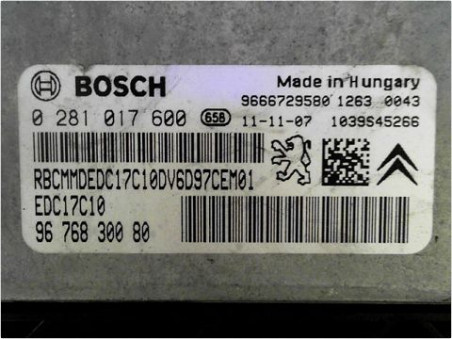 BOSCH
Made in Hungary
9666729580 1263 0043
0 281 017 600 658 11-11-07 1039S45266
RBCMMDEDC17C10DV6D97CEM01
EDC17C10
96 768 300 80